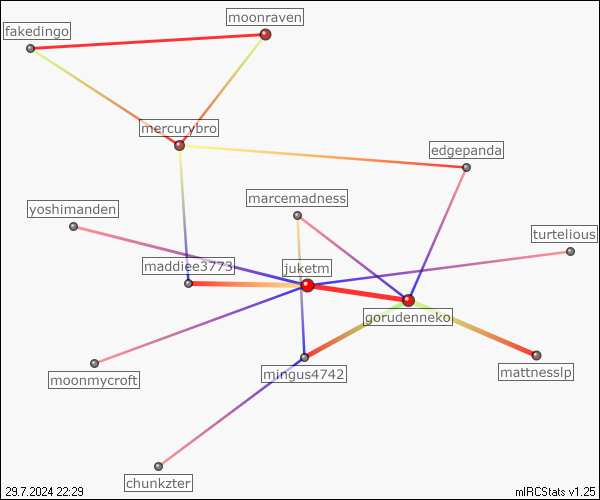 moonraven
fakedingo
mercurybro
edgepanda
marcemadness
yoshimanden
turtelious
maddiee3773
juketm
gorudenneko
mingus4742
moonmycroft
mattnesslp
chunkzter
29.7.2024 22:29
mIRCStats v1.25